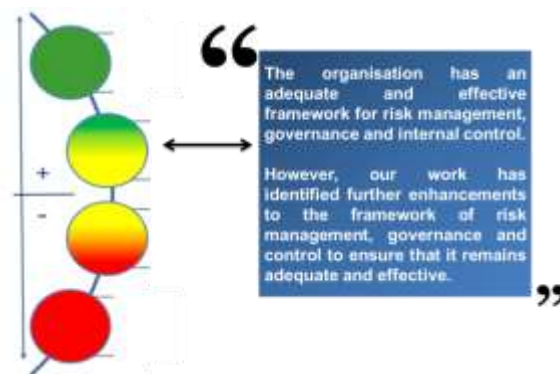 “
The organisation has an
adequate and effective
framework for risk management,
governance and internal control.
However, our work has
identified further enhancements
to the framework of risk
management, governance and
control to ensure that it remains
adequate and effective.
”
+
-